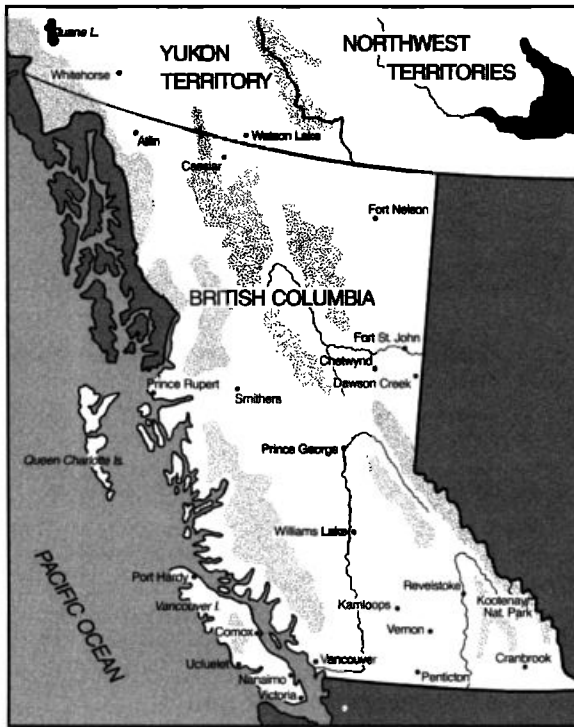 Duane L.
YUKON
TERRITORY
NORTHWEST
TERRITORIES
Whitehorse
Atlin
Watson Lake
Cassiar
Fort Nelson
BRITISH COLUMBIA
Fort St. John
Chetwynd
Dawson Creek
Prince Rupert
Smithers
Queen Charlotte Is.
Prince George
Williams Lake
PACIFIC OCEAN
Port Hardy
Vancouver I.
Comox
Ucluelet
Nanaimo
Victoria
Vancouver
Kamloops
Revelstoke
Kootenay
Nat. Park
Vernon
Penticton
Cranbrook